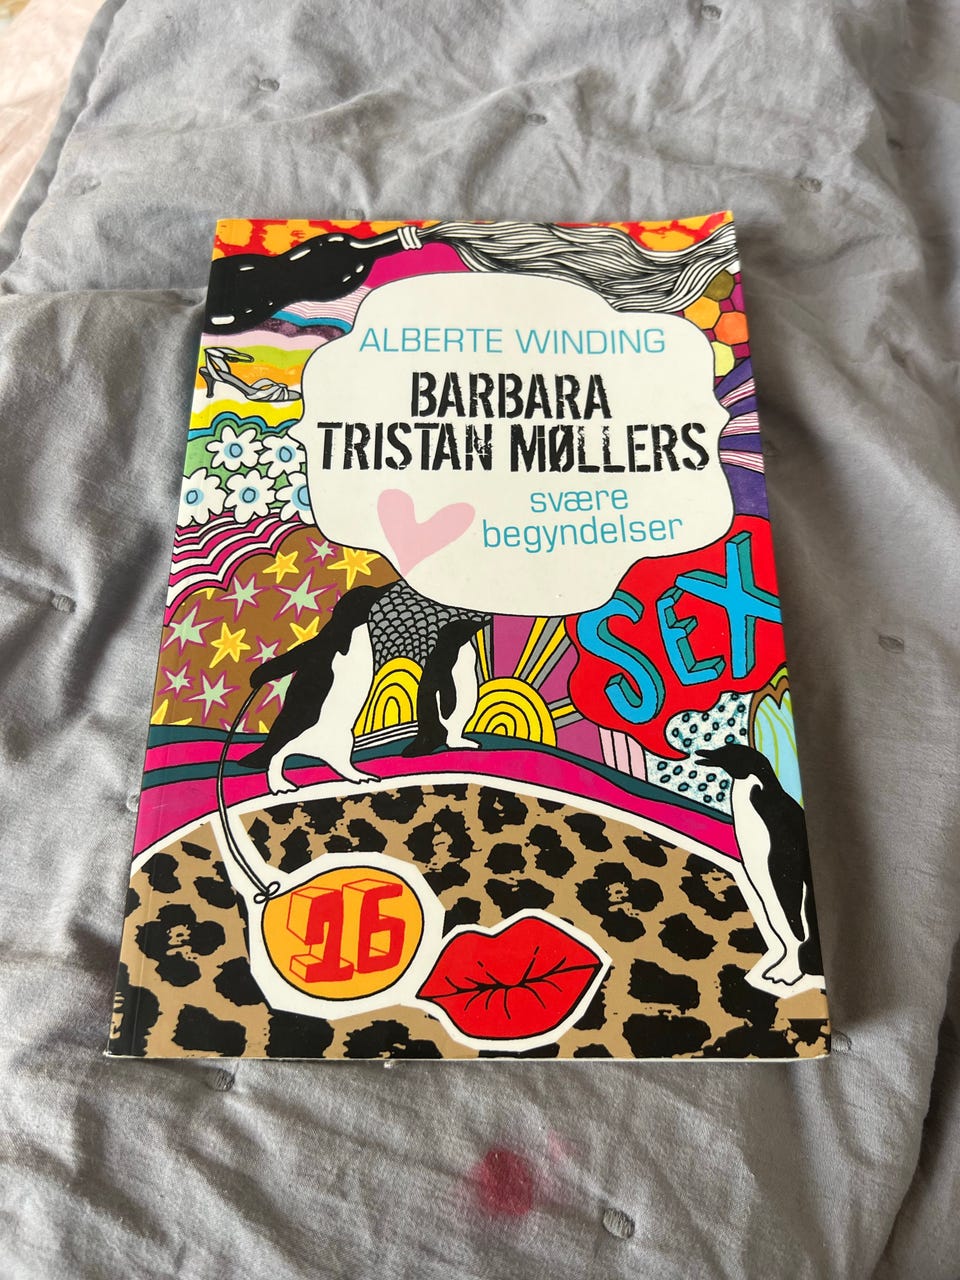 ALBERTE WINDING
BARBARA
TRISTAN MØLLERS
svære
begyndelser
SEX
16